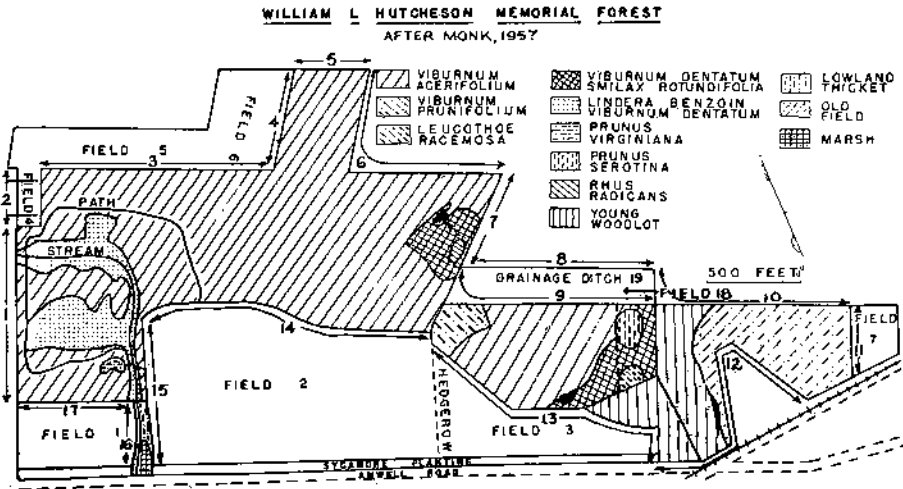 WILLIAM L HUTCHESON MEMORIAL FOREST
AFTER MONK, 1957
VIBURNUM ACERIFOLIUM
VIBURNUM PRUNIFOLIUM
LEUCOTHOE RACEMOSA
VIBURNUM DENTATUM SMILAX ROTUNDIFOLIA
LINDERA BENZOIN VIBURNUM DENTATUM
PRUNUS VIRGINIANA
PRUNUS SEROTINA
RHUS RADICANS
YOUNG WOODLOT
LOWLAND THICKET
OLD FIELD
MARSH
5
FIELD 6
4
FIELD 5
3
6
2
FIELD 4
PATH
7
STREAM
8
DRAINAGE DITCH 19
500 FEET
9
FIELD 18
10
1
14
FIELD 7
11
12
15
FIELD 2
HEDGEROW
17
13
FIELD 1
16
FIELD 3
SYCAMORE PLANTING
AMWELL ROAD